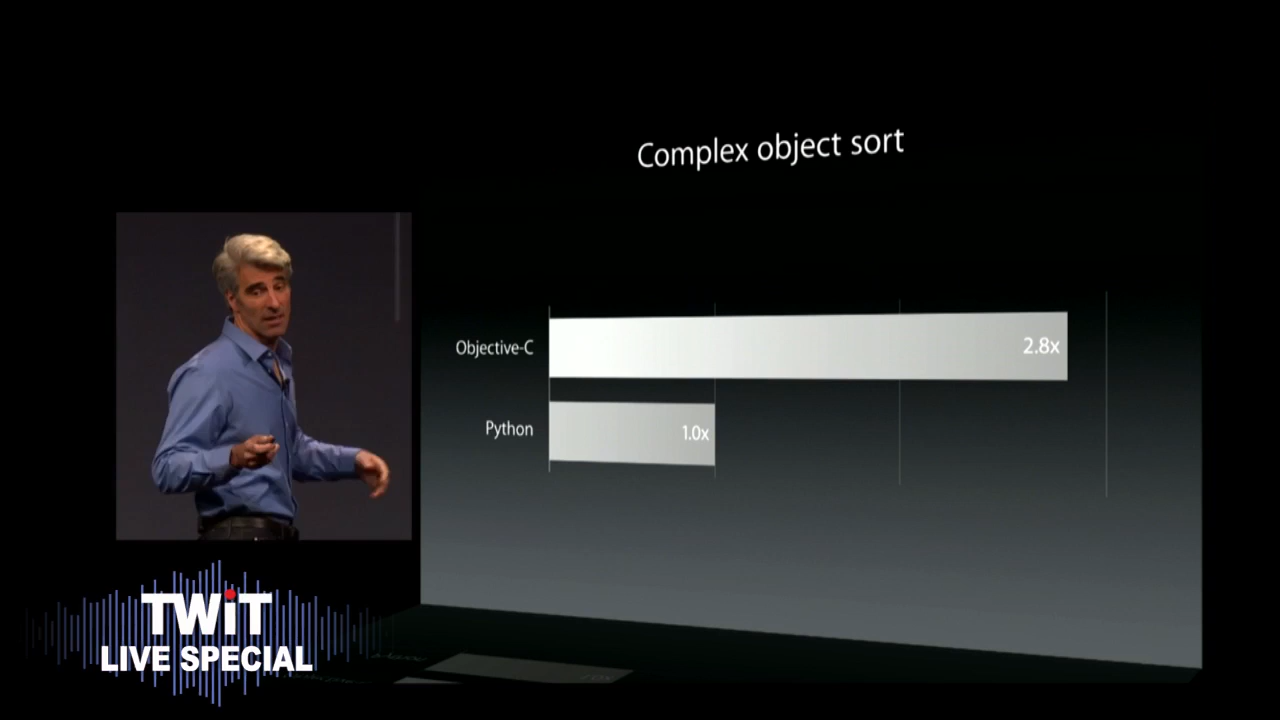 Complex object sort
Objective-C
2.8x
Python
1.0x
TWiT
LIVE SPECIAL